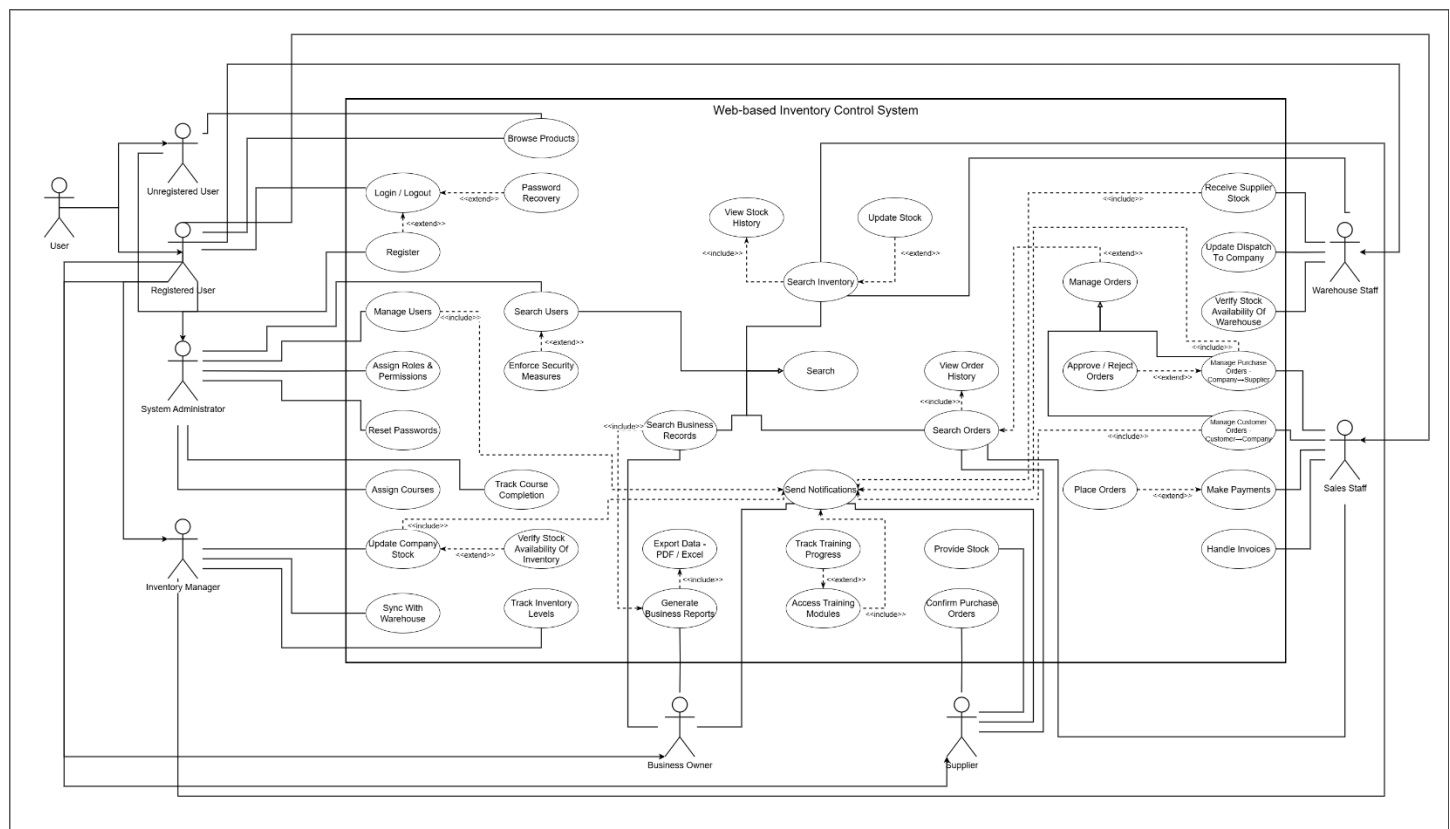 Web-based Inventory Control System
Browse Products
Unregistered User
User
Registered User
Login / Logout
<<extend>>
Password
Recovery
<<extend>>
Register
View Stock
History
Update Stock
<<include>>
<<extend>>
Search Inventory
Receive Supplier
Stock
<<include>>
Update Dispatch
To Company
<<extend>>
Manage Orders
Verify Stock
Availability Of
Warehouse
Warehouse Staff
Manage Users
<<include>>
Search Users
<<extend>>
Assign Roles &
Permissions
Enforce Security
Measures
System Administrator
Search
View Order
History
<<include>>
Approve / Reject
Orders
<<extend>>
<<include>>
Manage Purchase
Orders -
Company→Supplier
Reset Passwords
<<include>>
Search Business
Records
Search Orders
<<include>>
Manage Customer
Orders -
Customer→Company
Assign Courses
Track Course
Completion
Send Notifications
Place Orders
<<extend>>
Make Payments
Sales Staff
<<include>>
Update Company
Stock
<<extend>>
Verify Stock
Availability Of
Inventory
Export Data -
PDF / Excel
<<include>>
Track Training
Progress
<<extend>>
Provide Stock
Handle Invoices
Inventory Manager
Sync With
Warehouse
Track Inventory
Levels
Generate
Business Reports
Access Training
Modules
<<include>>
Confirm Purchase
Orders
Business Owner
Supplier